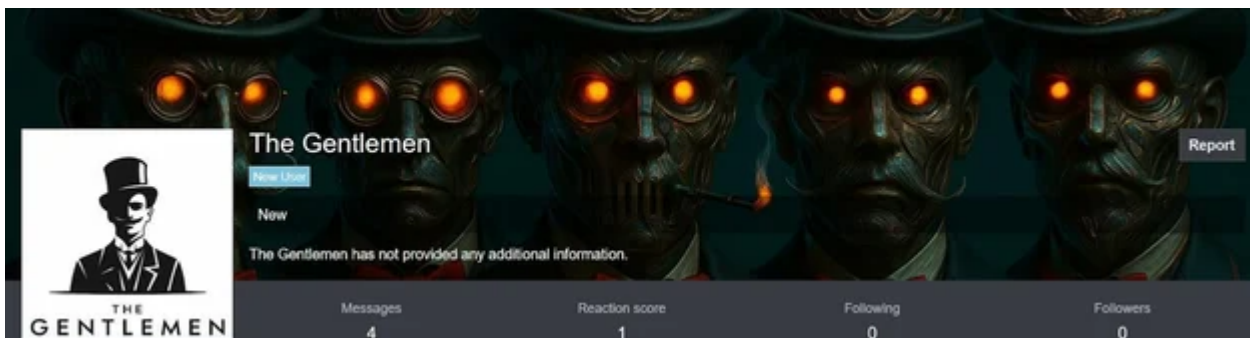 The Gentlemen
Report
New User
New
The Gentlemen has not provided any additional information.
THE
GENTLEMEN
Messages
Reaction score
Following
Followers
4
1
0
0